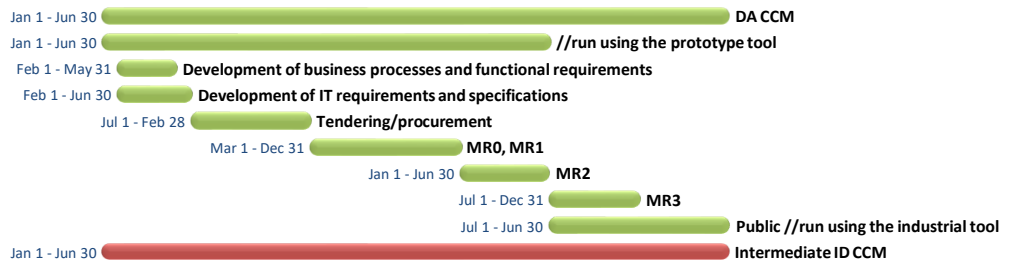 Jan 1 - Jun 30 DA CCM
Jan 1 - Jun 30 //run using the prototype tool
Feb 1 - May 31 Development of business processes and functional requirements
Feb 1 - Jun 30 Development of IT requirements and specifications
Jul 1 - Feb 28 Tendering/procurement
Mar 1 - Dec 31 MR0, MR1
Jan 1 - Jun 30 MR2
Jul 1 - Dec 31 MR3
Jul 1 - Jun 30 Public //run using the industrial tool
Jan 1 - Jun 30 Intermediate ID CCM